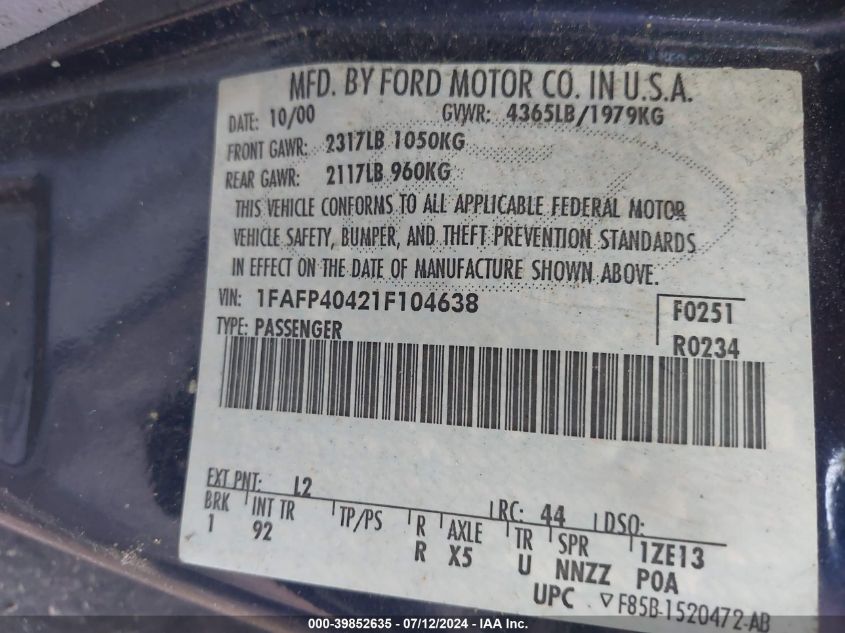 MFD. BY FORD MOTOR CO. IN U.S.A.
DATE: 10/00 GVWR: 4365LB/1979KG
FRONT GAWR: 2317LB 1050KG
REAR GAWR: 2117LB 960KG
THIS VEHICLE CONFORMS TO ALL APPLICABLE FEDERAL MOTOR
VEHICLE SAFETY, BUMPER, AND THEFT PREVENTION STANDARDS
IN EFFECT ON THE DATE OF MANUFACTURE SHOWN ABOVE.
VIN: 1FAFP40421F104638 F0251
TYPE: PASSENGER R0234
EXT PNT: L2 RC: 44 DSO:
BRK INT TR TP/PS R AXLE TR SPR 1ZE13
1 92 R X5 U NNZZ P0A
UPC ▽ F85B-1520472-AB
000-39852635 - 07/12/2024 - IAA Inc.